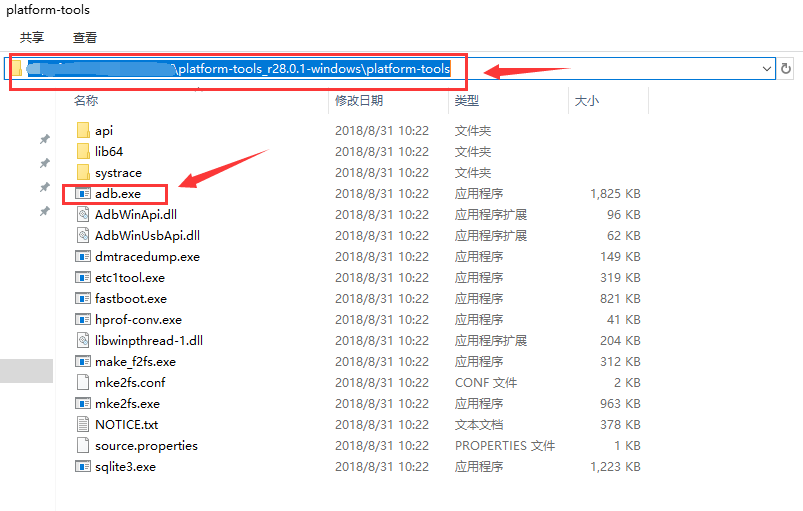 platform-tools
共享 查看
\platform-tools_r28.0.1-windows\platform-tools
名称 修改日期 类型 大小
api 2018/8/31 10:22 文件夹
lib64 2018/8/31 10:22 文件夹
systrace 2018/8/31 10:22 文件夹
adb.exe 2018/8/31 10:22 应用程序 1,825 KB
AdbWinApi.dll 2018/8/31 10:22 应用程序扩展 96 KB
AdbWinUsbApi.dll 2018/8/31 10:22 应用程序扩展 62 KB
dmtracedump.exe 2018/8/31 10:22 应用程序 149 KB
etc1tool.exe 2018/8/31 10:22 应用程序 319 KB
fastboot.exe 2018/8/31 10:22 应用程序 821 KB
hprof-conv.exe 2018/8/31 10:22 应用程序 41 KB
libwinpthread-1.dll 2018/8/31 10:22 应用程序扩展 204 KB
make_f2fs.exe 2018/8/31 10:22 应用程序 312 KB
mke2fs.conf 2018/8/31 10:22 CONF 文件 2 KB
mke2fs.exe 2018/8/31 10:22 应用程序 963 KB
NOTICE.txt 2018/8/31 10:22 文本文档 378 KB
source.properties 2018/8/31 10:22 PROPERTIES 文件 1 KB
sqlite3.exe 2018/8/31 10:22 应用程序 1,223 KB